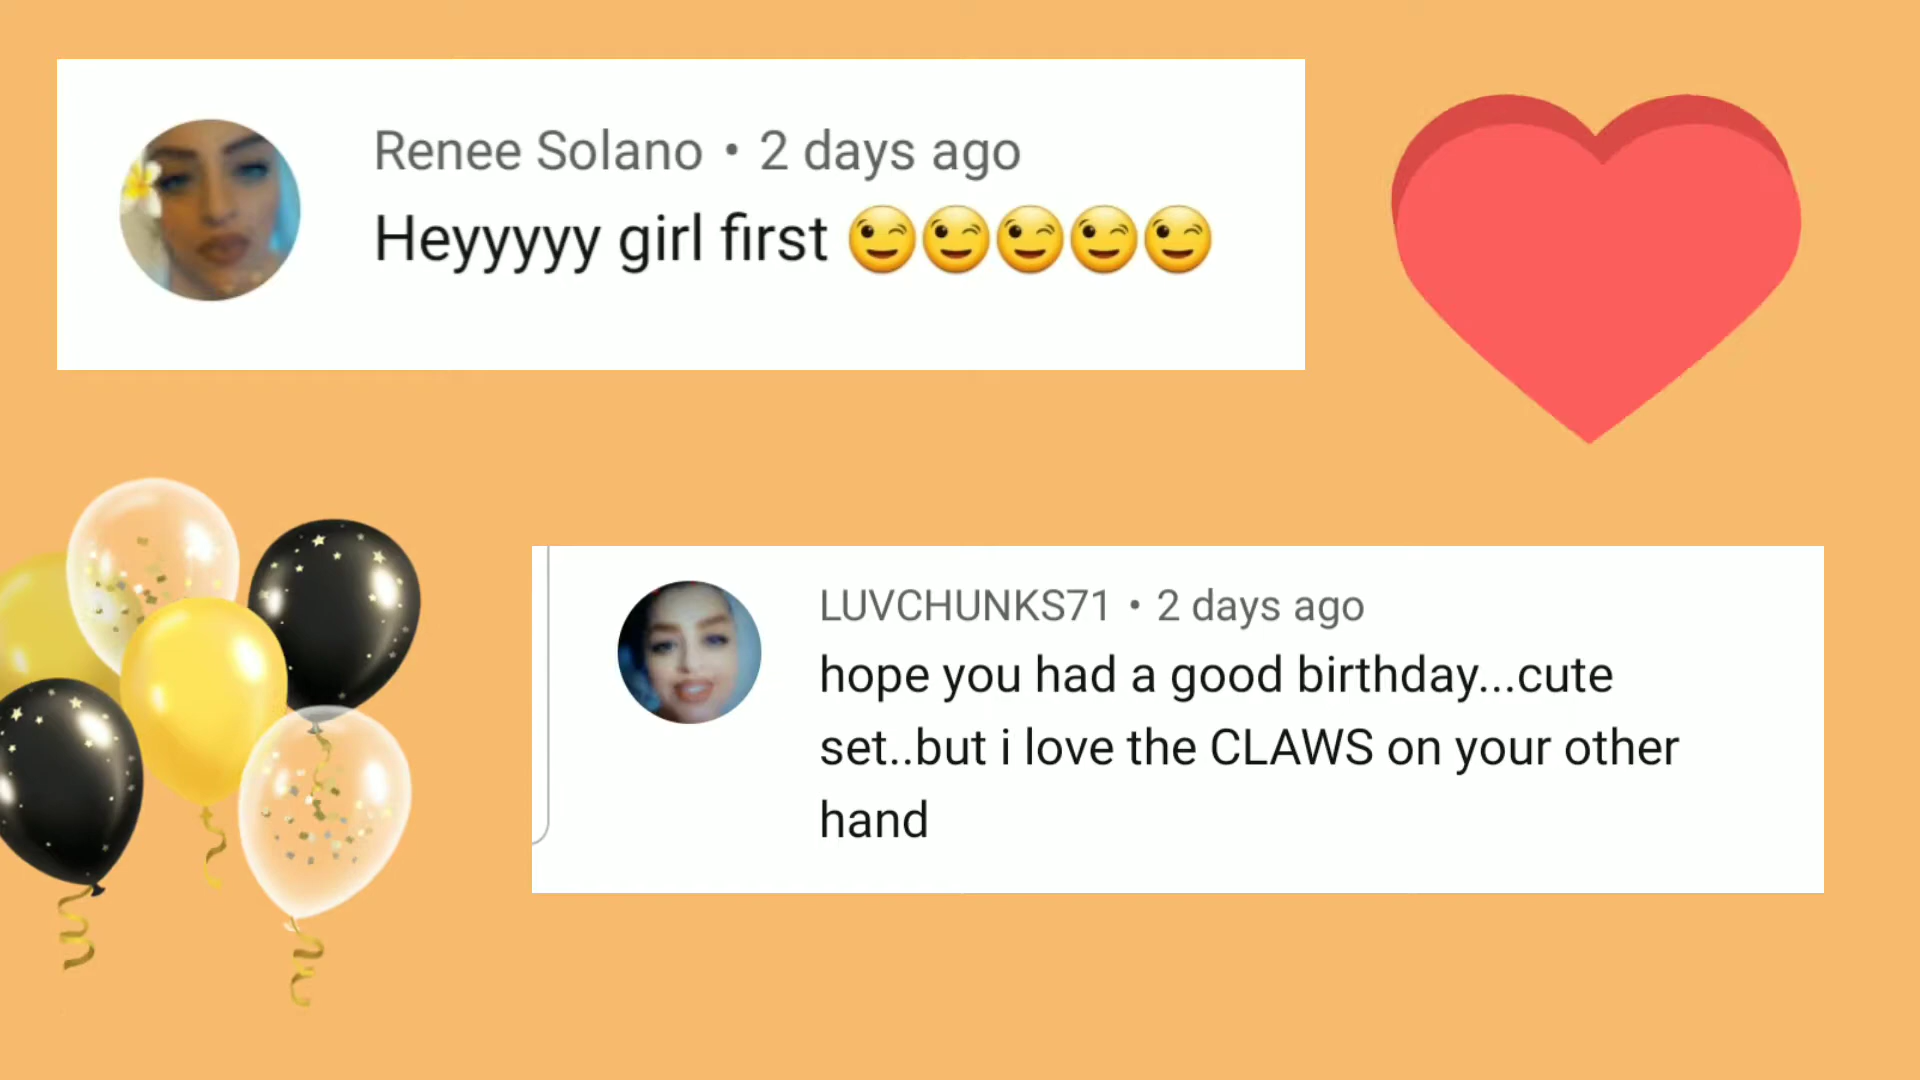 Renee Solano • 2 days ago
Heyyyyy girl first 😉😉😉😉😉
LUVCHUNKS71 • 2 days ago
hope you had a good birthday...cute
set..but i love the CLAWS on your other
hand